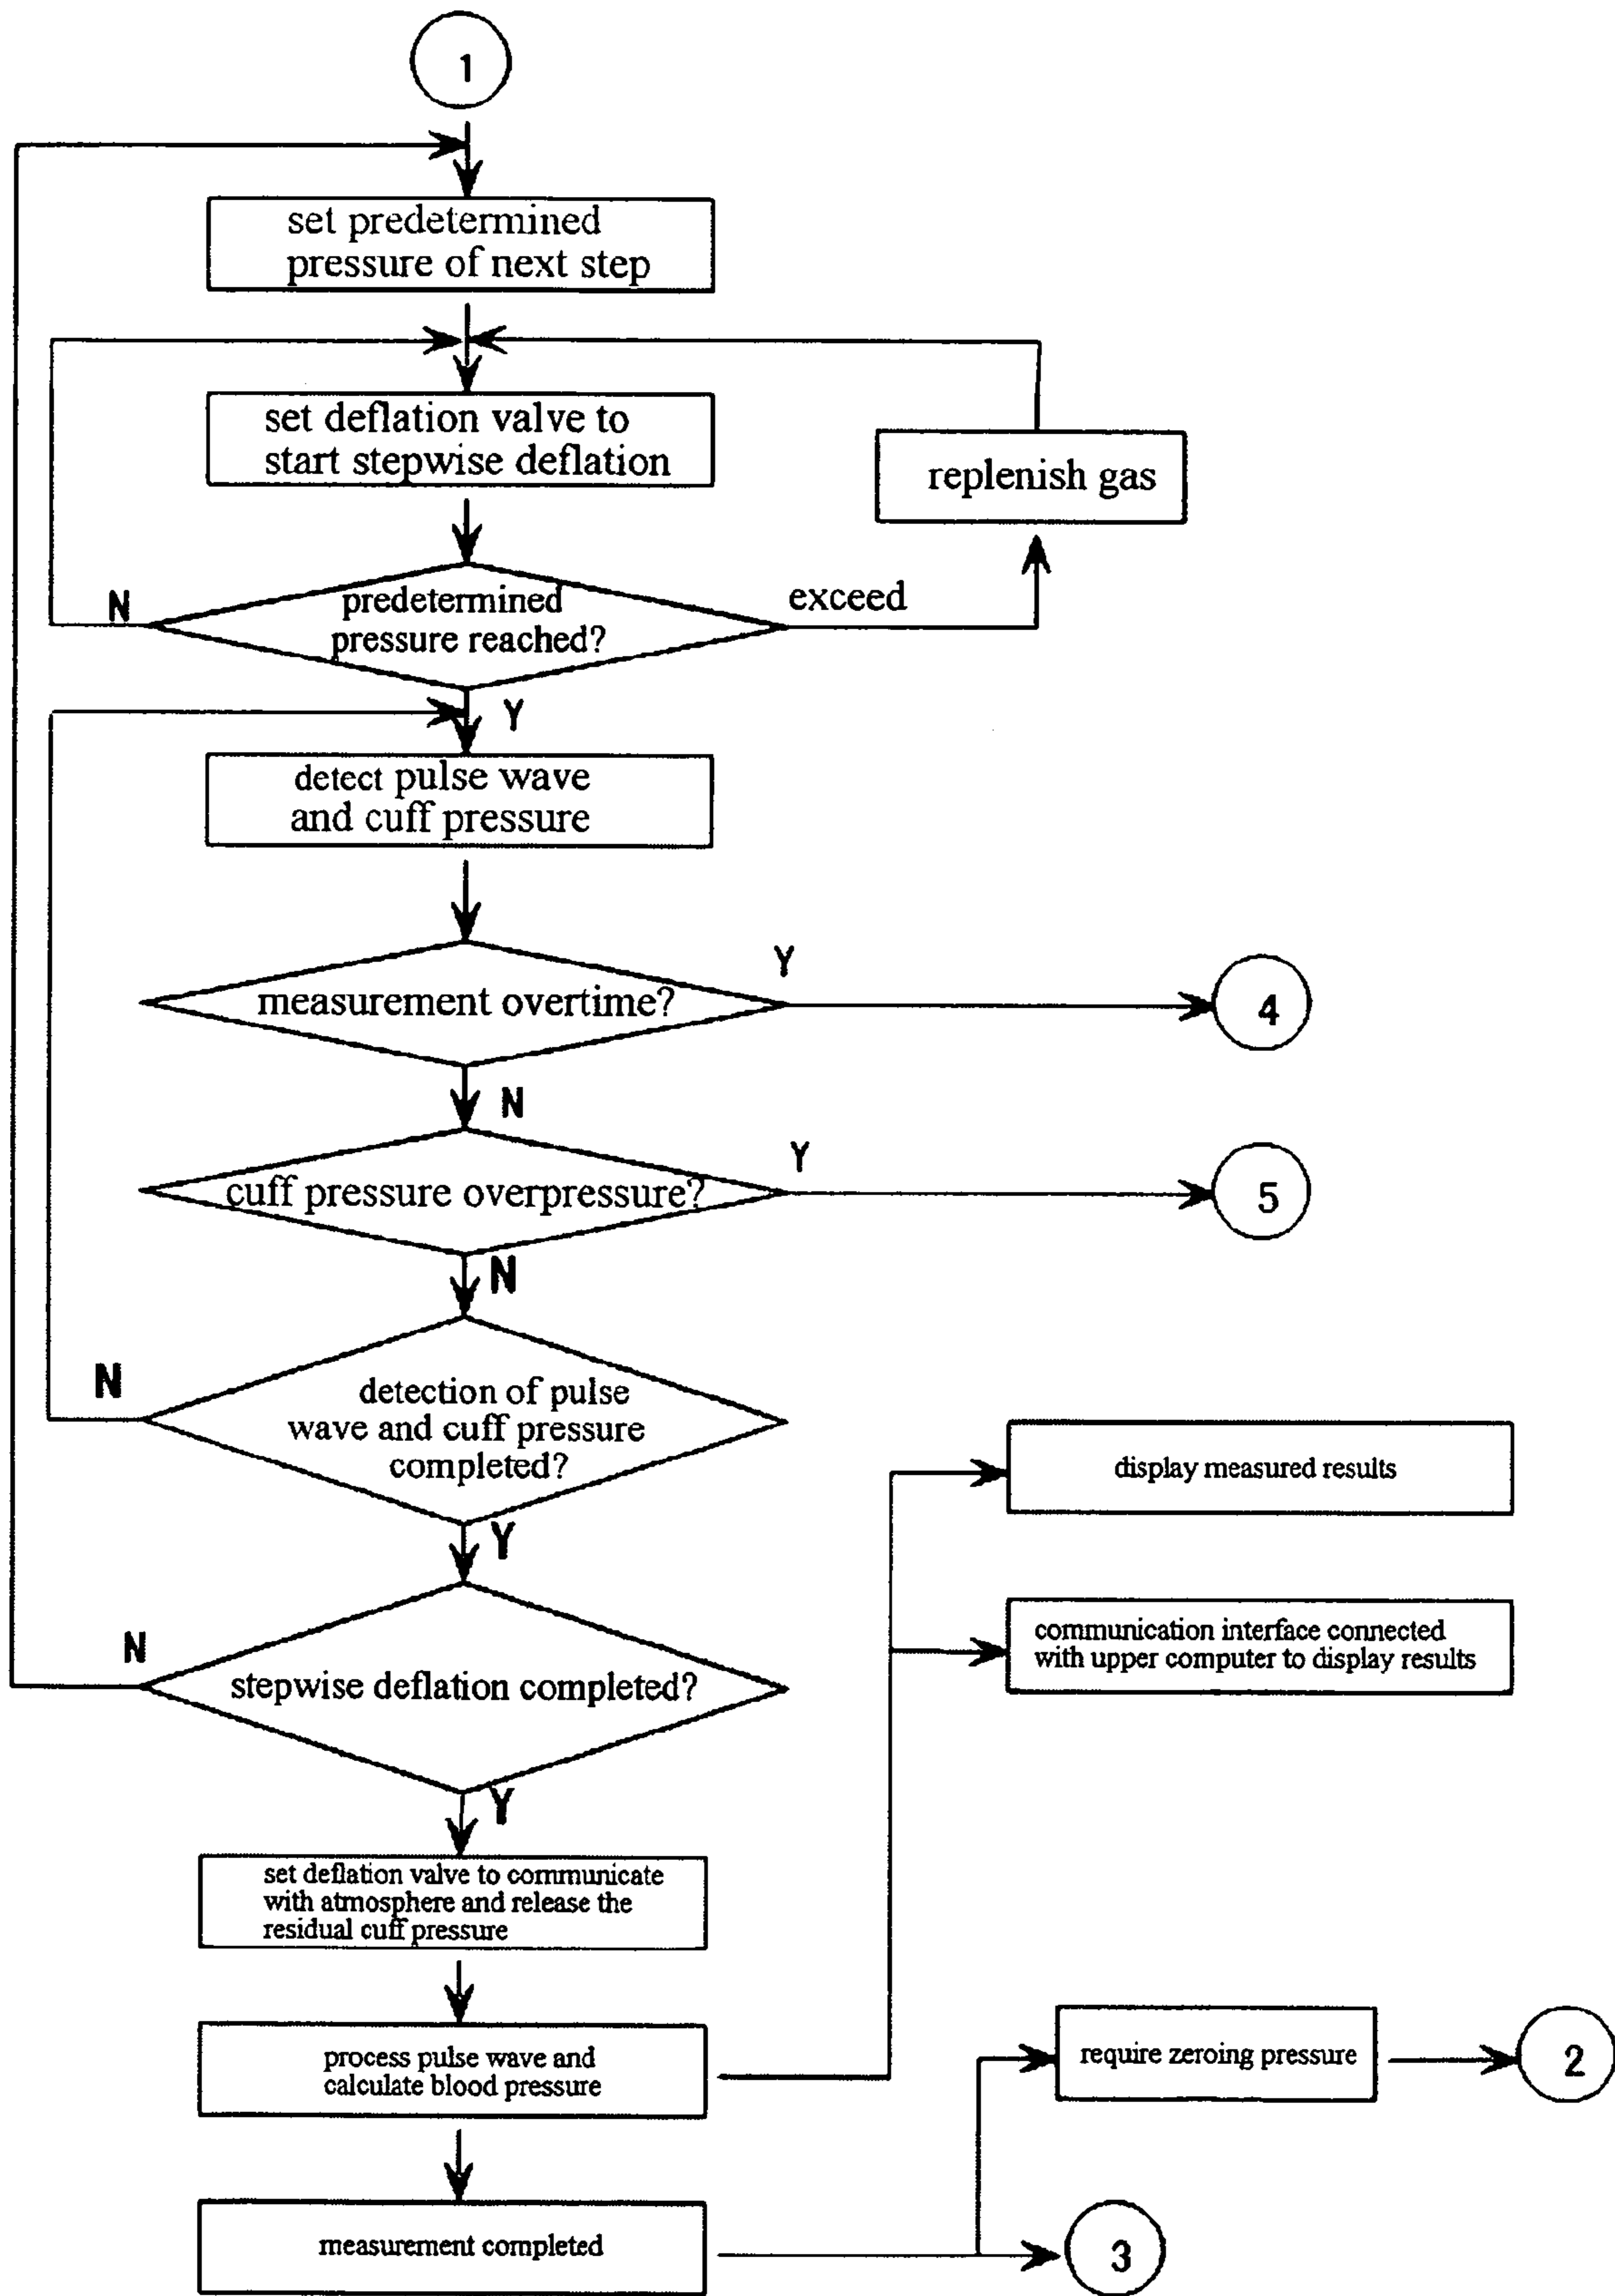 1
set predetermined
pressure of next step
set deflation valve to
start stepwise deflation
replenish gas
N
predetermined
pressure reached?
exceed
Y
detect pulse wave
and cuff pressure
measurement overtime?
Y
4
N
cuff pressure overpressure?
Y
5
N
N
detection of pulse
wave and cuff pressure
completed?
display measured results
Y
communication interface connected
with upper computer to display results
N
stepwise deflation completed?
Y
set deflation valve to communicate
with atmosphere and release the
residual cuff pressure
process pulse wave and
calculate blood pressure
require zeroing pressure
2
measurement completed
3